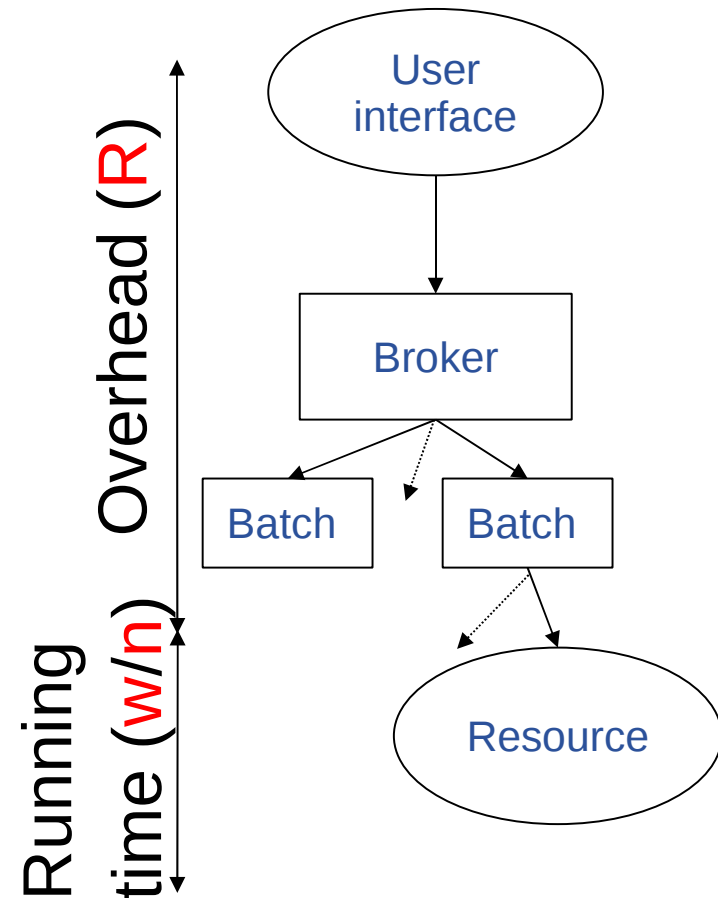 User
interface
Overhead (R)
Broker
Batch
Batch
Running
time (w/n)
Resource